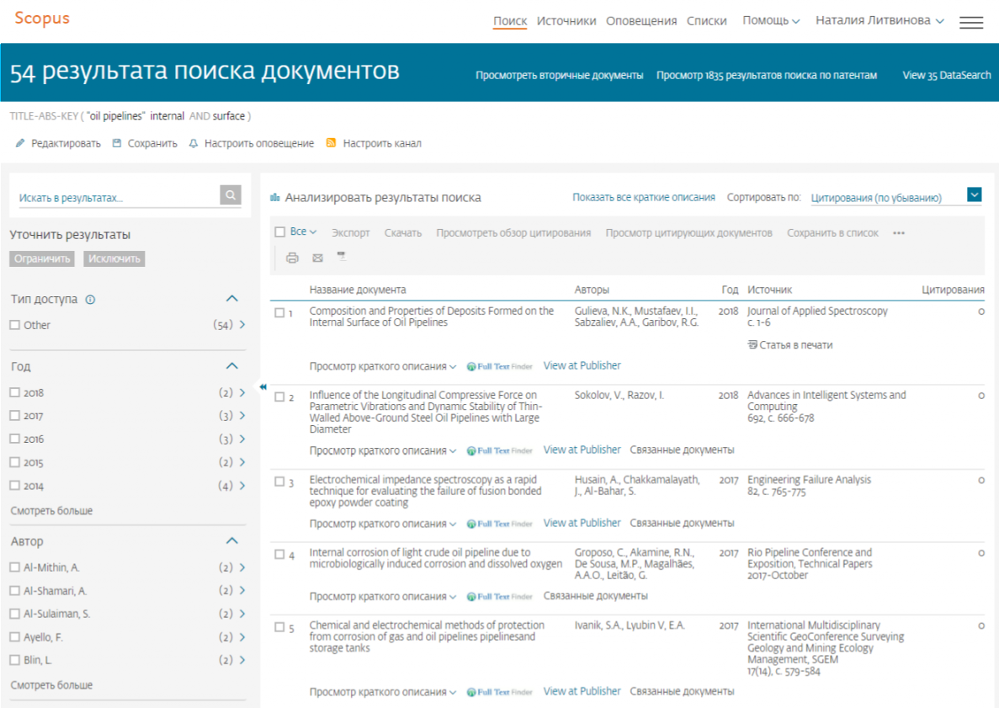 Scopus
Поиск Источники Оповещения Списки Помощь Наталия Литвинова
54 результата поиска документов
Просмотреть вторичные документы Просмотр 1835 результатов поиска по патентам View 35 DataSearch
TITLE-ABS-KEY ( "oil pipelines" internal AND surface )
Редактировать Сохранить Настроить оповещение Настроить канал
Искать в результатах...
Уточнить результаты
Ограничить Исключить
Тип доступа
Other (54)
Год
2018 (2)
2017 (3)
2016 (3)
2015 (2)
2014 (4)
Смотреть больше
Автор
Al-Mithin, A. (2)
Al-Shamari, A. (2)
Al-Sulaiman, S. (2)
Ayello, F. (2)
Blin, L. (2)
Смотреть больше
Анализировать результаты поиска
Показать все краткие описания Сортировать по: Цитирования (по убыванию)
Все Экспорт Скачать Просмотреть обзор цитирования Просмотр цитирующих документов Сохранить в список •••
Название документа Авторы Год Источник Цитирования
1 Composition and Properties of Deposits Formed on the Gulieva, N.K., Mustafaev, I.I., 2018 Journal of Applied Spectroscopy 0
Internal Surface of Oil Pipelines Sabzaliev, A.A., Garibov, R.G. с. 1-6
Статья в печати
Просмотр краткого описания Full Text Finder View at Publisher
2 Influence of the Longitudinal Compressive Force on Sokolov, V., Razov, I. 2018 Advances in Intelligent Systems and 0
Parametric Vibrations and Dynamic Stability of Thin- Computing
Walled Above-Ground Steel Oil Pipelines with Large 692, с. 666-678
Diameter
Просмотр краткого описания Full Text Finder View at Publisher Связанные документы
3 Electrochemical impedance spectroscopy as a rapid Husain, A., Chakkamalayath, 2017 Engineering Failure Analysis 0
technique for evaluating the failure of fusion bonded J., Al-Bahar, S. 82, с. 765-775
epoxy powder coating
Просмотр краткого описания Full Text Finder View at Publisher Связанные документы
4 Internal corrosion of light crude oil pipeline due to Groposo, C., Akamine, R.N., 2017 Rio Pipeline Conference and 0
microbiologically induced corrosion and dissolved oxygen De Sousa, M.P., Magalhães, Exposition, Technical Papers
A.A.O., Leitão, G. 2017-October
Просмотр краткого описания Full Text Finder Связанные документы
5 Chemical and electrochemical methods of protection Ivanik, S.A., Lyubin V, E.A. 2017 International Multidisciplinary 0
from corrosion of gas and oil pipelines pipelinesand Scientific GeoConference Surveying
storage tanks Geology and Mining Ecology
Management, SGEM
17(14), с. 579-584
Просмотр краткого описания Full Text Finder View at Publisher Связанные документы